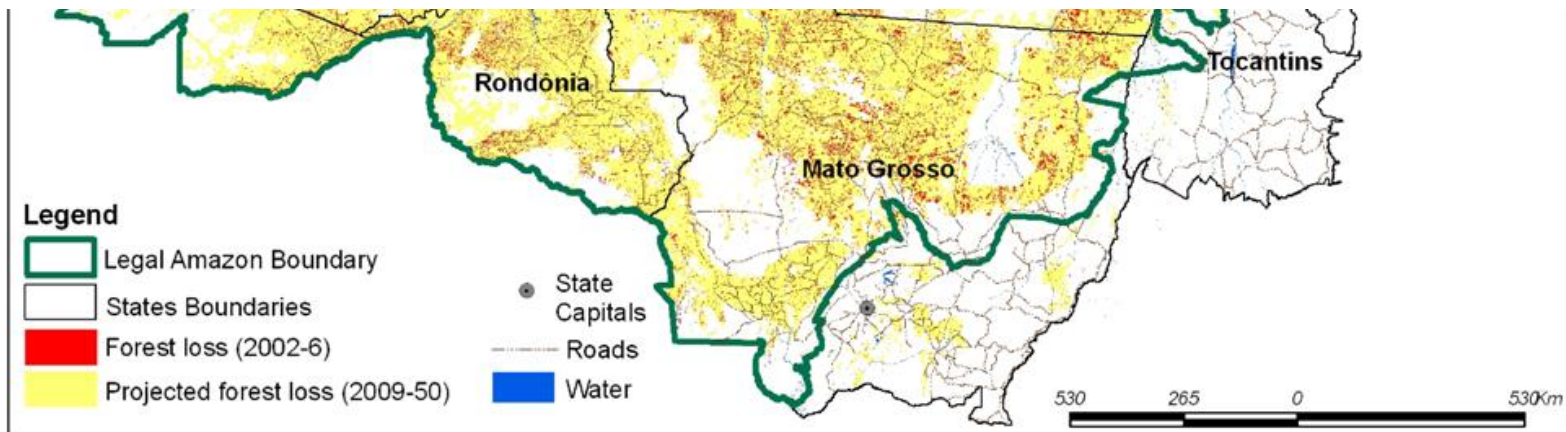 Tocantins
Rondônia
Mato Grosso
Legend
Legal Amazon Boundary
States Boundaries
Forest loss (2002-6)
Projected forest loss (2009-50)
State
Capitals
Roads
Water
530 265 0 530Km